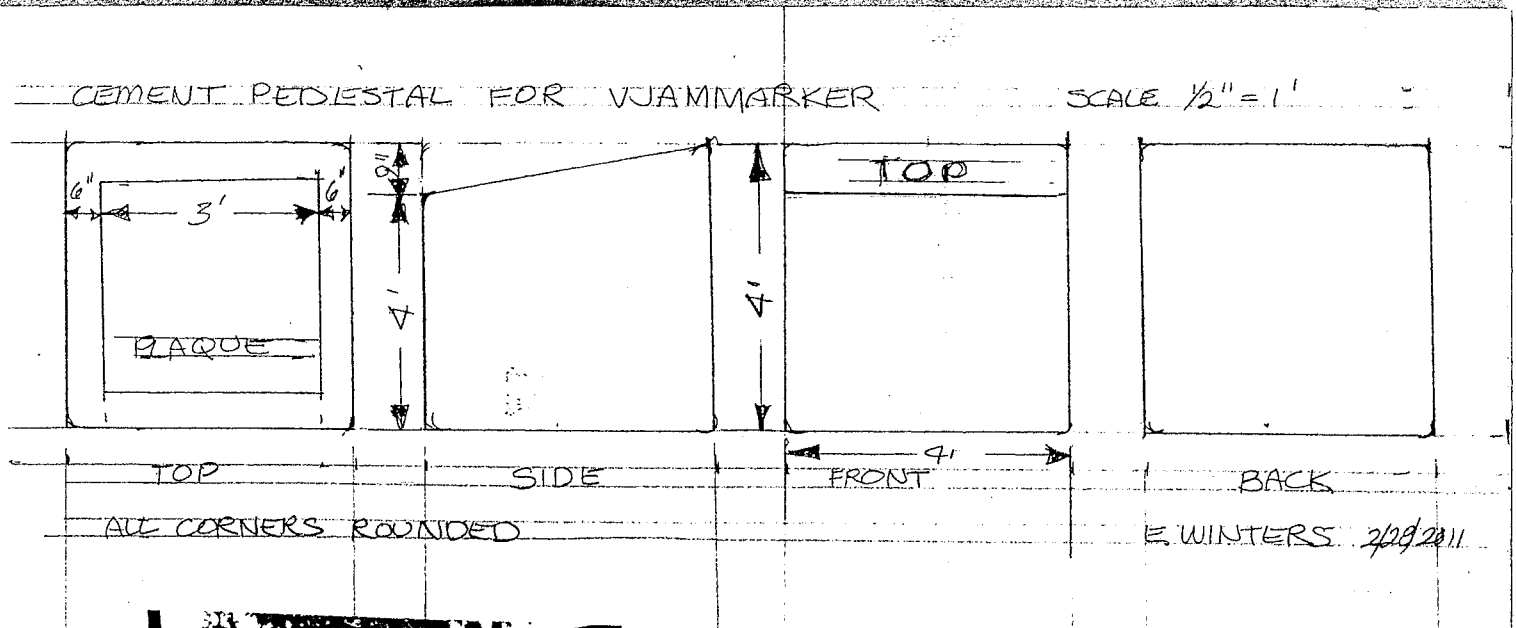 CEMENT PEDESTAL FOR VJAMMARKER SCALE 1/2" = 1'
6" 3' 6"
PLAQUE
9"
4'
4'
TOP
4'
TOP SIDE FRONT BACK
ALL CORNERS ROUNDED
E WINTERS 2/28/2011